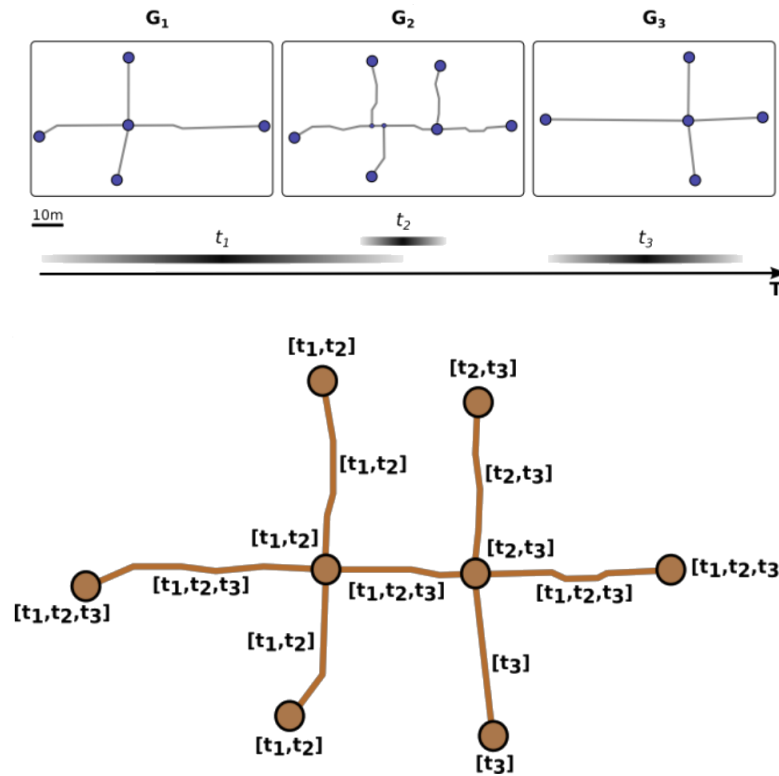 G₁ G₂ G₃
10m
t₁ t₂ t₃
T
[t₁,t₂]
[t₂,t₃]
[t₁,t₂]
[t₂,t₃]
[t₁,t₂]
[t₂,t₃]
[t₁,t₂,t₃
[t₁,t₂,t₃]
[t₁,t₂,t₃]
[t₁,t₂,t₃]
[t₁,t₂,t₃]
[t₁,t₂]
[t₃]
[t₁,t₂]
[t₃]